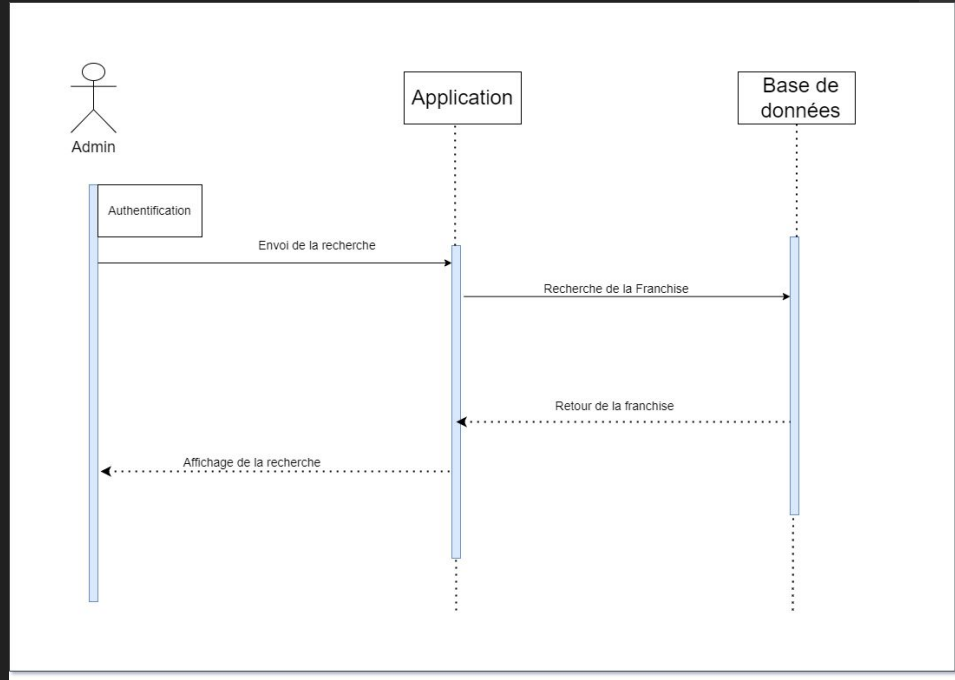 Application
Base de
données
Admin
Authentification
Envoi de la recherche
Recherche de la Franchise
Retour de la franchise
Affichage de la recherche